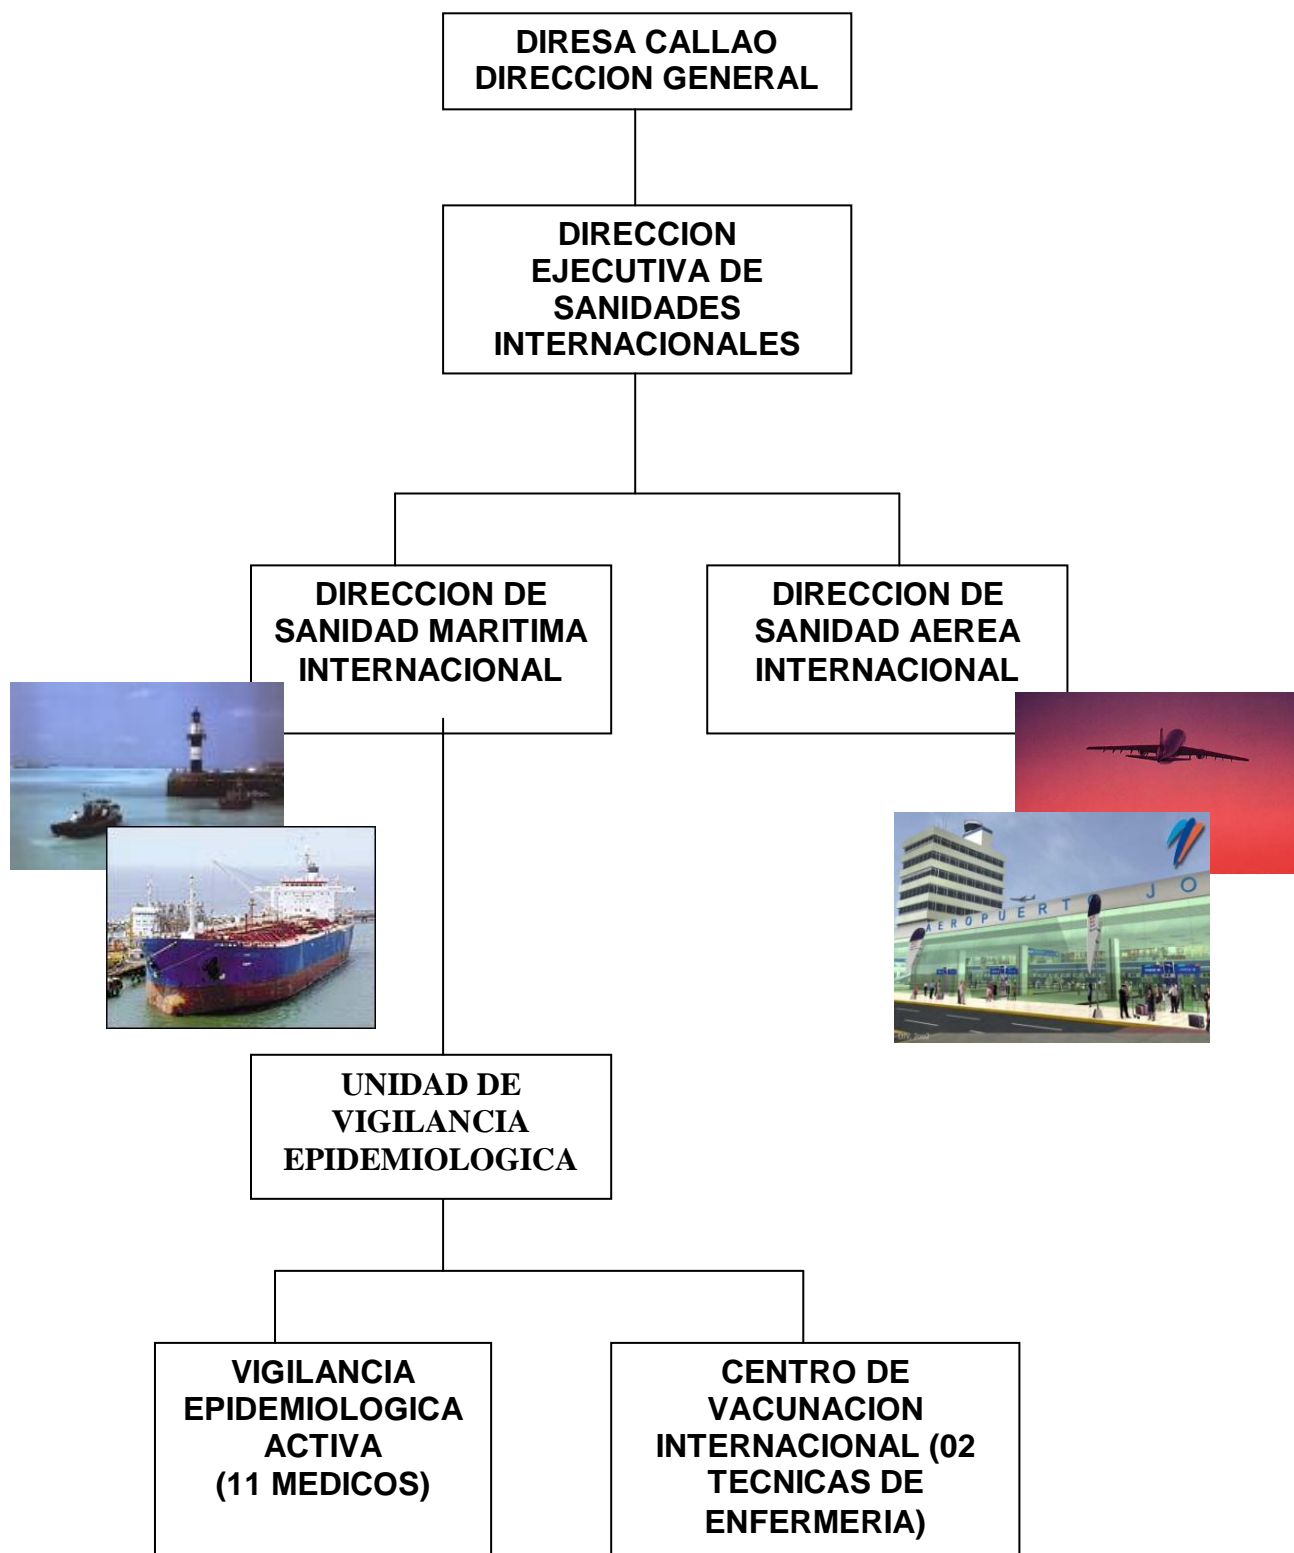 DIRESA CALLAO
DIRECCION GENERAL
DIRECCION
EJECUTIVA DE
SANIDADES
INTERNACIONALES
DIRECCION DE
SANIDAD MARITIMA
INTERNACIONAL
DIRECCION DE
SANIDAD AEREA
INTERNACIONAL
AEROPUERTO JO
UNIDAD DE
VIGILANCIA
EPIDEMIOLOGICA
VIGILANCIA
EPIDEMIOLOGICA
ACTIVA
(11 MEDICOS)
CENTRO DE
VACUNACION
INTERNACIONAL (02
TECNICAS DE
ENFERMERIA)